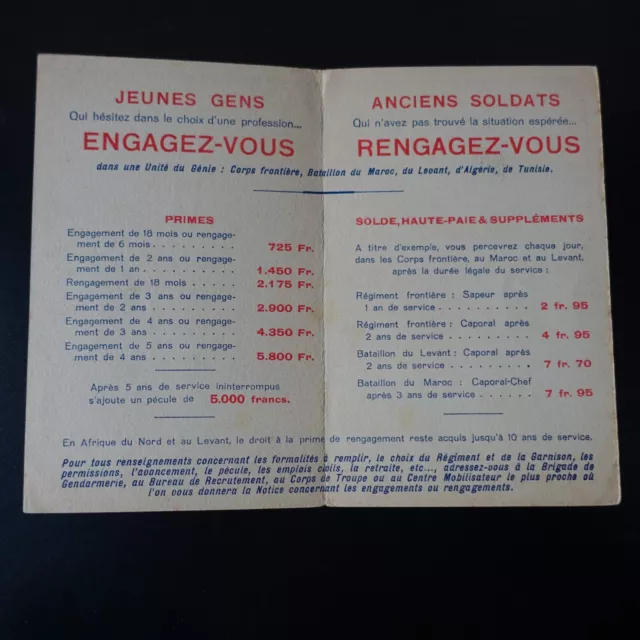 JEUNES GENS
Qui hésitez dans le choix d'une profession...
ENGAGEZ-VOUS
ANCIENS SOLDATS
Qui n'avez pas trouvé la situation espérée...
RENGAGEZ-VOUS
dans une Unité du Génie : Corps frontière, Bataillon du Maroc, du Levant, d'Algérie, de Tunisie.
PRIMES
Engagement de 18 mois ou rengage-
ment de 6 mois . . . . . . . . . 725 Fr.
Engagement de 2 ans ou rengage-
ment de 1 an. . . . . . . . . . 1.450 Fr.
Rengagement de 18 mois . . . . . 2.175 Fr.
Engagement de 3 ans ou rengage-
ment de 2 ans . . . . . . . . . 2.900 Fr.
Engagement de 4 ans ou rengage-
ment de 3 ans . . . . . . . . . 4.350 Fr.
Engagement de 5 ans ou rengage-
ment de 4 ans . . . . . . . . . 5.800 Fr.
Après 5 ans de service ininterrompus
s'ajoute un pécule de 5.000 francs.
SOLDE, HAUTE-PAIE & SUPPLÉMENTS
A titre d'exemple, vous percevrez chaque jour,
dans les Corps frontière, au Maroc et au Levant,
après la durée légale du service :
Régiment frontière : Sapeur après
1 an de service . . . . . . . . . 2 fr. 95
Régiment frontière : Caporal après
2 ans de service . . . . . . . . 4 fr. 95
Bataillon du Levant : Caporal après
2 ans de service . . . . . . . . 7 fr. 70
Bataillon du Maroc : Caporal-Chef
après 3 ans de service . . . . . 7 fr. 95
En Afrique du Nord et au Levant, le droit à la prime de rengagement reste acquis jusqu'à 10 ans de service.
Pour tous renseignements concernant les formalités à remplir, le choix du Régiment et de la Garnison, les
permissions, l'avancement, le pécule, les emplois civils, la retraite, etc..., adressez-vous à la Brigade de
Gendarmerie, au Bureau de Recrutement, au Corps de Troupe ou au Centre Mobilisateur le plus proche où
l'on vous donnera la Notice concernant les engagements ou rengagements.